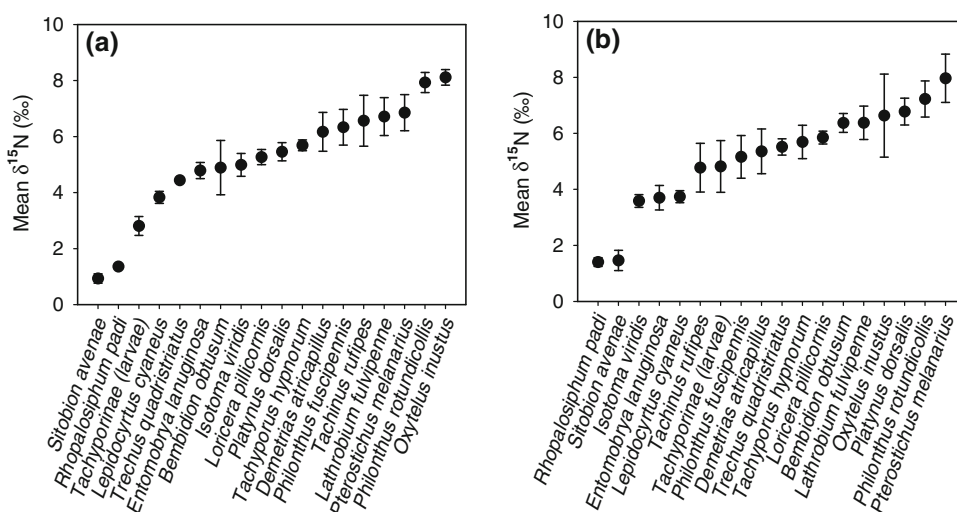 (a)
Mean δ15N (‰)
10
8
6
4
2
0
Sitobion avenae
Rhopalosiphum padi
Tachyporinae (larvae)
Lepidocyrtus cyaneus
Trechus quadristriatus
Entomobrya lanuginosa
Benbidion obtusum
Isotoma viridis
Loricera pillicornis
Platynus dorsalis
Tachyporus hypnorum
Demetrias atricapillus
Philonthus fuscipennis
Tachinus rufipes
Lathrobium fulvipenne
Pterostichus melanarius
Philonthus rotundicollis
Oxytelus inustus
(b)
Mean δ15N (‰)
10
8
6
4
2
0
Rhopalosiphum padi
Sitobion avenae
Isotoma viridis
Entomobrya lanuginosa
Lepidocyrtus cyaneus
Tachinus rufipes
Tachyporinae (larvae)
Philonthus fuscipennis
Demetrias atricapillus
Trechus quadristriatus
Tachyporus hypnorum
Loricera pillicornis
Benbidion obtusum
Lathrobium fulvipenne
Oxytelus inustus
Platynus dorsalis
Philonthus rotundicollis
Pterostichus melanarius